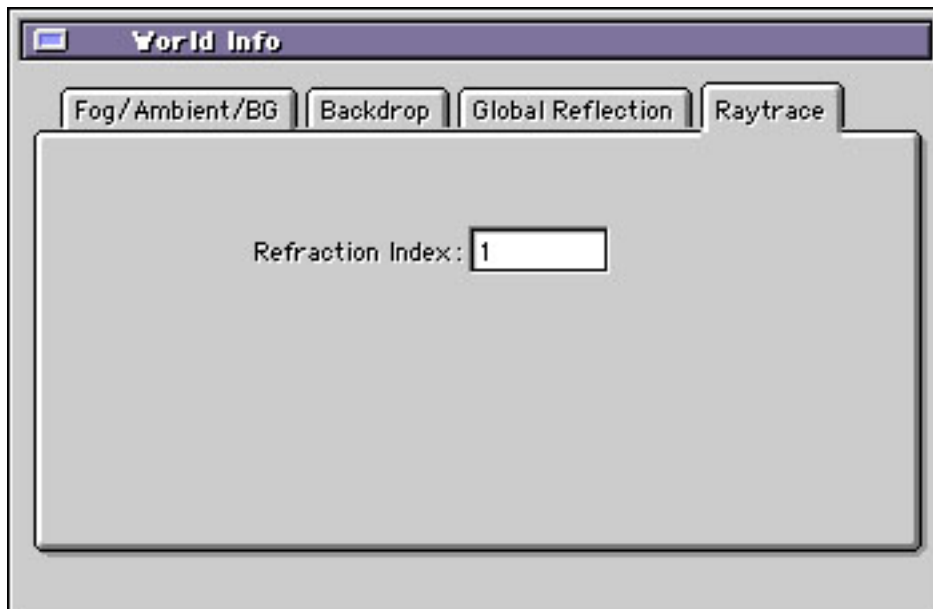 World Info
Fog/Ambient/BG Backdrop Global Reflection Raytrace
Refraction Index: 1